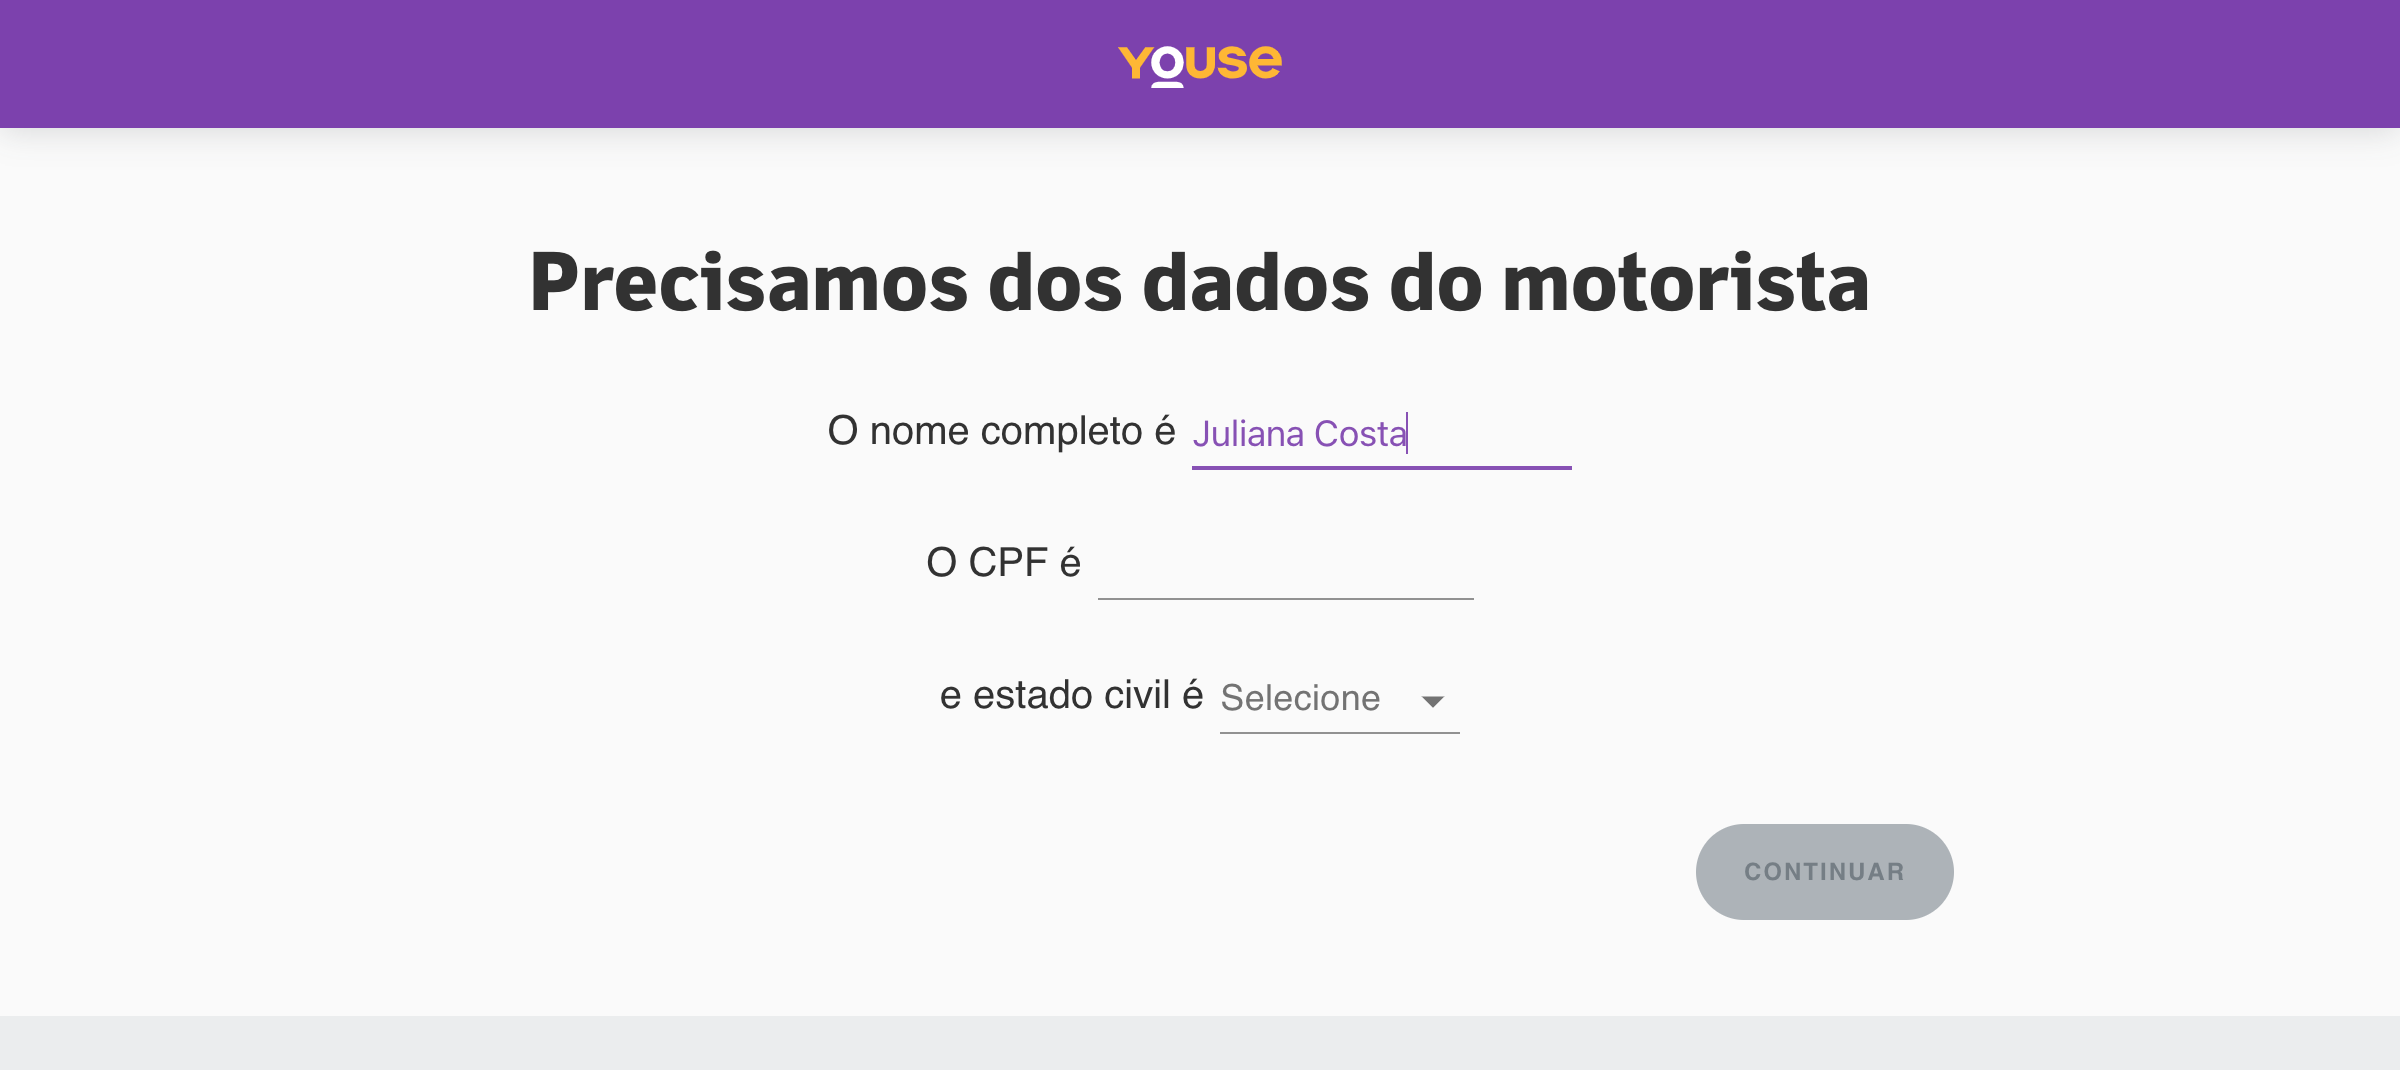 Youse
Precisamos dos dados do motorista
O nome completo é Juliana Costa
O CPF é
e estado civil é Selecione
CONTINUAR